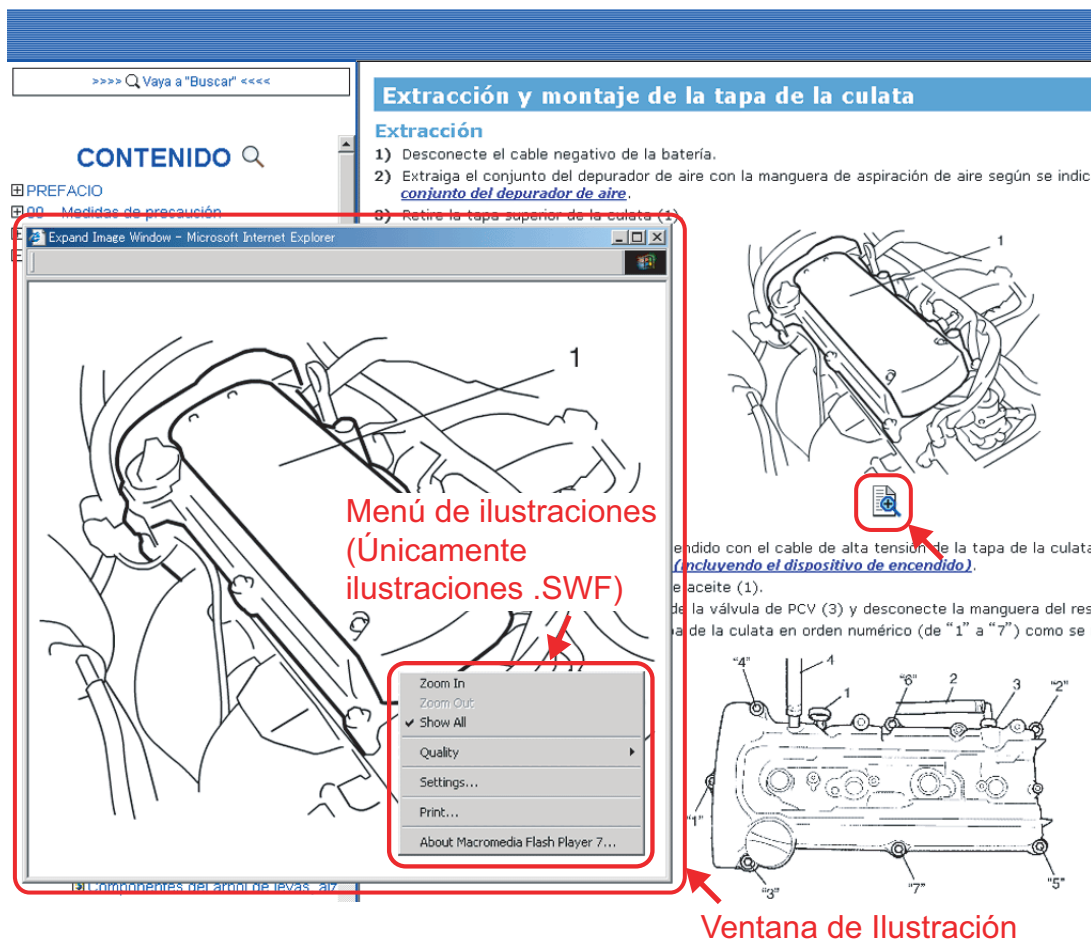 >>>> Vaya a "Buscar" <<<<
CONTENIDO
PREFACIO
00 Medidas de precausión
Extracción y montaje de la tapa de la culata
Extracción
1) Desconecte el cable negativo de la batería.
2) Extraiga el conjunto del depurador de aire con la manguera de aspiración de aire según se indic
conjunto del depurador de aire.
3) Retire la tapa superior de la culata (1)
1
Expand Image Window - Microsoft Internet Explorer
1
Menú de ilustraciones
(Únicamente
ilustraciones .SWF)
Zoom In
Zoom Out
Show All
Quality
Settings...
Print...
About Macromedia Flash Player 7...
endido con el cable de alta tensión de la tapa de la culata
(incluyendo el dispositivo de encendido).
e aceite (1).
de la válvula de PCV (3) y desconecte la manguera del res
pa de la culata en orden numérico (de "1" a "7") como se
"4" 4 1 "6" 2 3 "2"
"1"
"3" "7" "5"
Componentes del árbol de levas, alz
Ventana de Ilustración